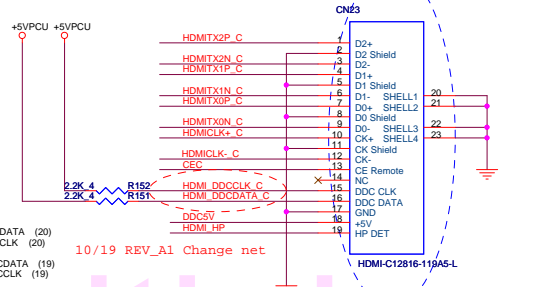 CN23
+5VPCU +5VPCU
HDMITX2P_C 1 D2+
2 D2 Shield
HDMITX2N_C 3 D2-
HDMITX1P_C 4 D1+
5 D1 Shield
HDMITX1N_C 6 D1- SHELL1 20
HDMITX0P_C 7 D0+ SHELL2 21
8 D0 Shield
HDMITX0N_C 9 D0- SHELL3 22
HDMICLK+_C 10 CK+ SHELL4 23
11 CK Shield
HDMICLK-_C 12 CK-
CEC 13 CE Remote
14 NC
2.2K_4 R152 HDMI_DDCCLK_C 15 DDC CLK
2.2K_4 R151 HDMI_DDCDATA_C 16 DDC DATA
17 GND
DDC5V 18 +5V
HDMI_HP 19 HP DET
CDATA (20)
CCLK (20)
10/19 REV_A1 Change net
CDATA (19)
CCLK (19)
HDMI-C12816-119A5-L